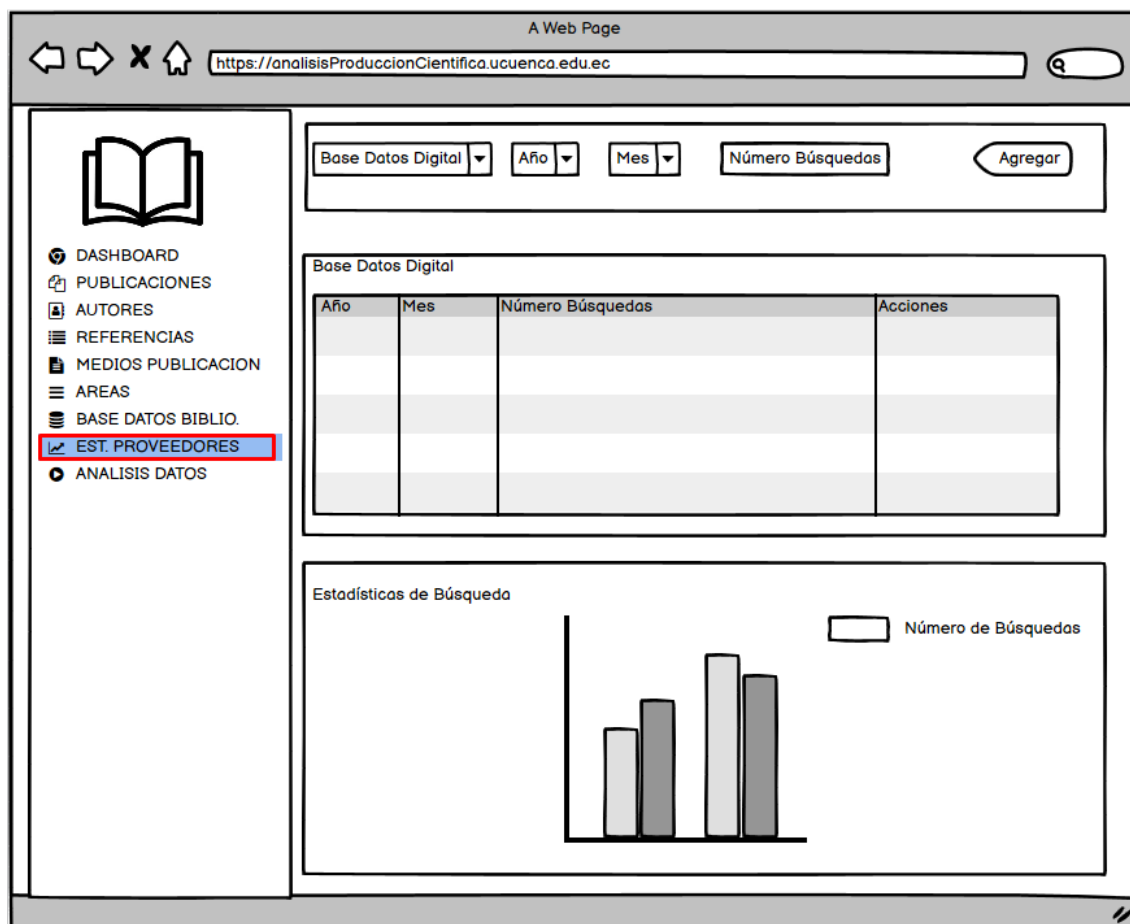 A Web Page
https://analisisProduccionCientifica.ucuenca.edu.ec
DASHBOARD
PUBLICACIONES
AUTORES
REFERENCIAS
MEDIOS PUBLICACION
AREAS
BASE DATOS BIBLIO.
EST. PROVEEDORES
ANALISIS DATOS
Base Datos Digital Año Mes Número Búsquedas Agregar
Base Datos Digital
Año Mes Número Búsquedas Acciones
Estadísticas de Búsqueda
Número de Búsquedas